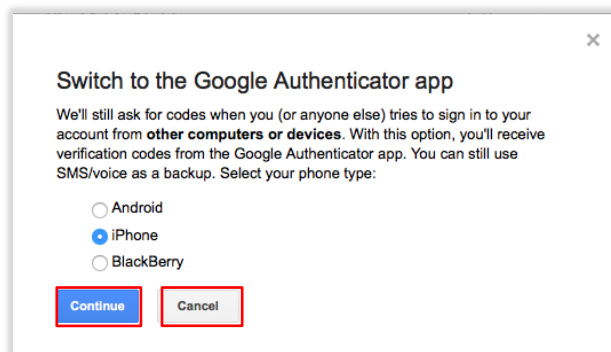 Switch to the Google Authenticator app
We'll still ask for codes when you (or anyone else) tries to sign in to your
account from other computers or devices. With this option, you'll receive
verification codes from the Google Authenticator app. You can still use
SMS/voice as a backup. Select your phone type:
Android
iPhone
BlackBerry
Continue Cancel